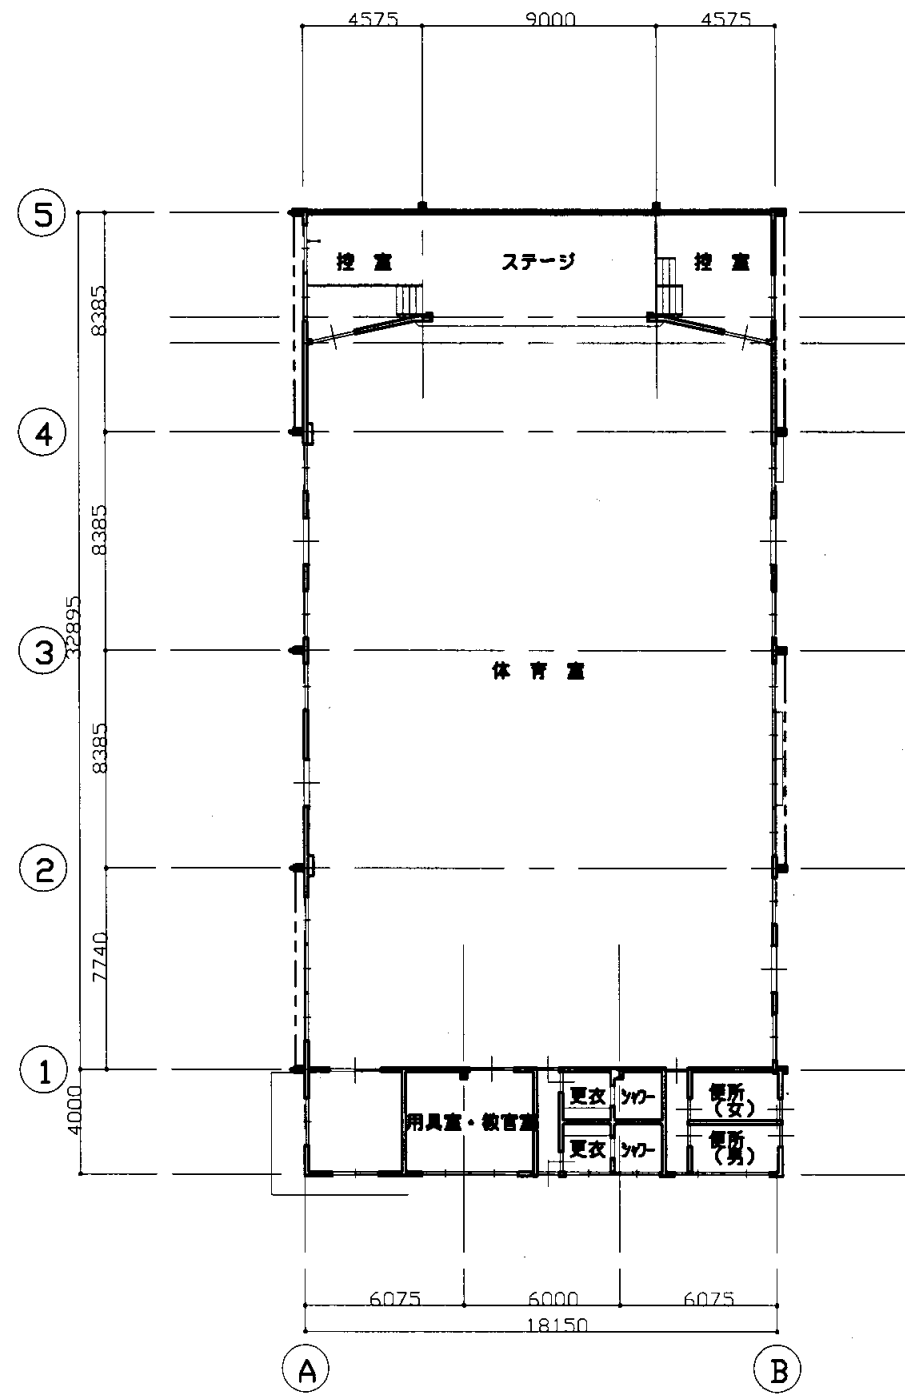 4575
9000
4575
5
控 室
ステージ
控 室
8385
4
8385
32895
3
体 育 室
8385
2
7740
1
4000
用具室・教官室
更衣
シャワー
便所
(女)
更衣
シャワー
便所
(男)
6075
6000
6075
18150
A
B